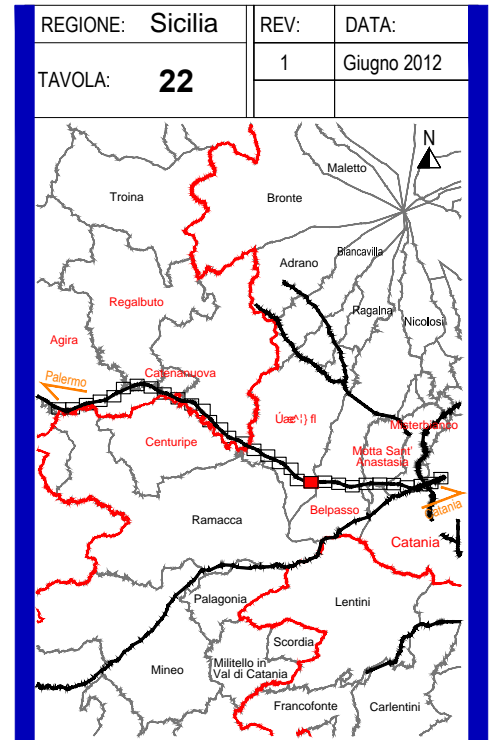 REGIONE: Sicilia REV: DATA:
TAVOLA: 22 1 Giugno 2012
N
Maletto
Troina Bronte
Biancavilla
Adrano
Regalbuto Ragalna Nicolosi
Agira
Catenanuova
Palermo
Misterbianco
Centuripe Motta Sant'
Anastasia
Belpasso
Catania
Ramacca
Catania
Palagonia Lentini
Scordia
Mineo Militello in
Val di Catania
Francofonte Carlentini